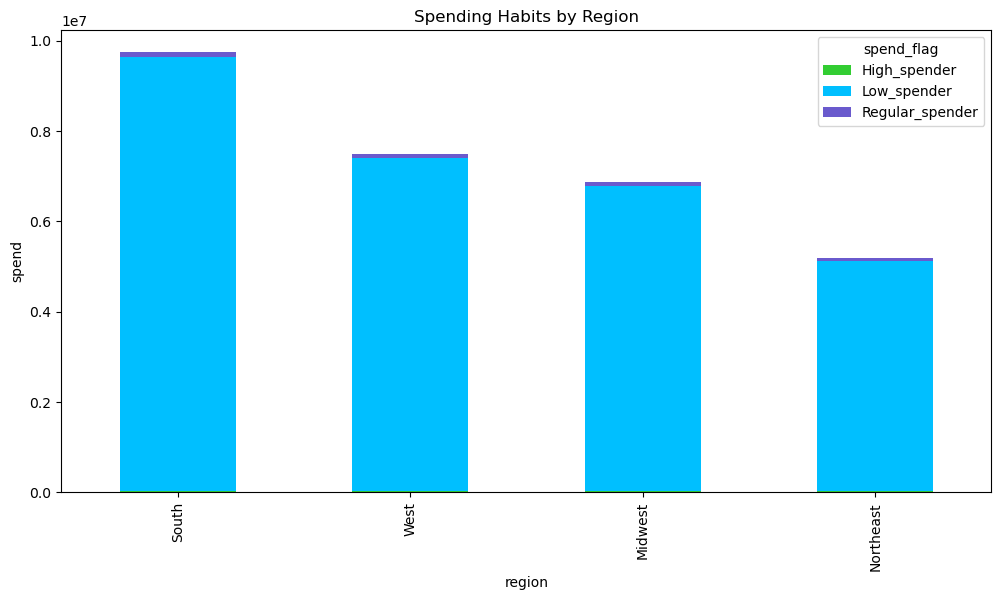 Spending Habits by Region
1e7
1.0
0.8
0.6
0.4
0.2
0.0
spend
spend_flag
High_spender
Low_spender
Regular_spender
South
West
Midwest
Northeast
region